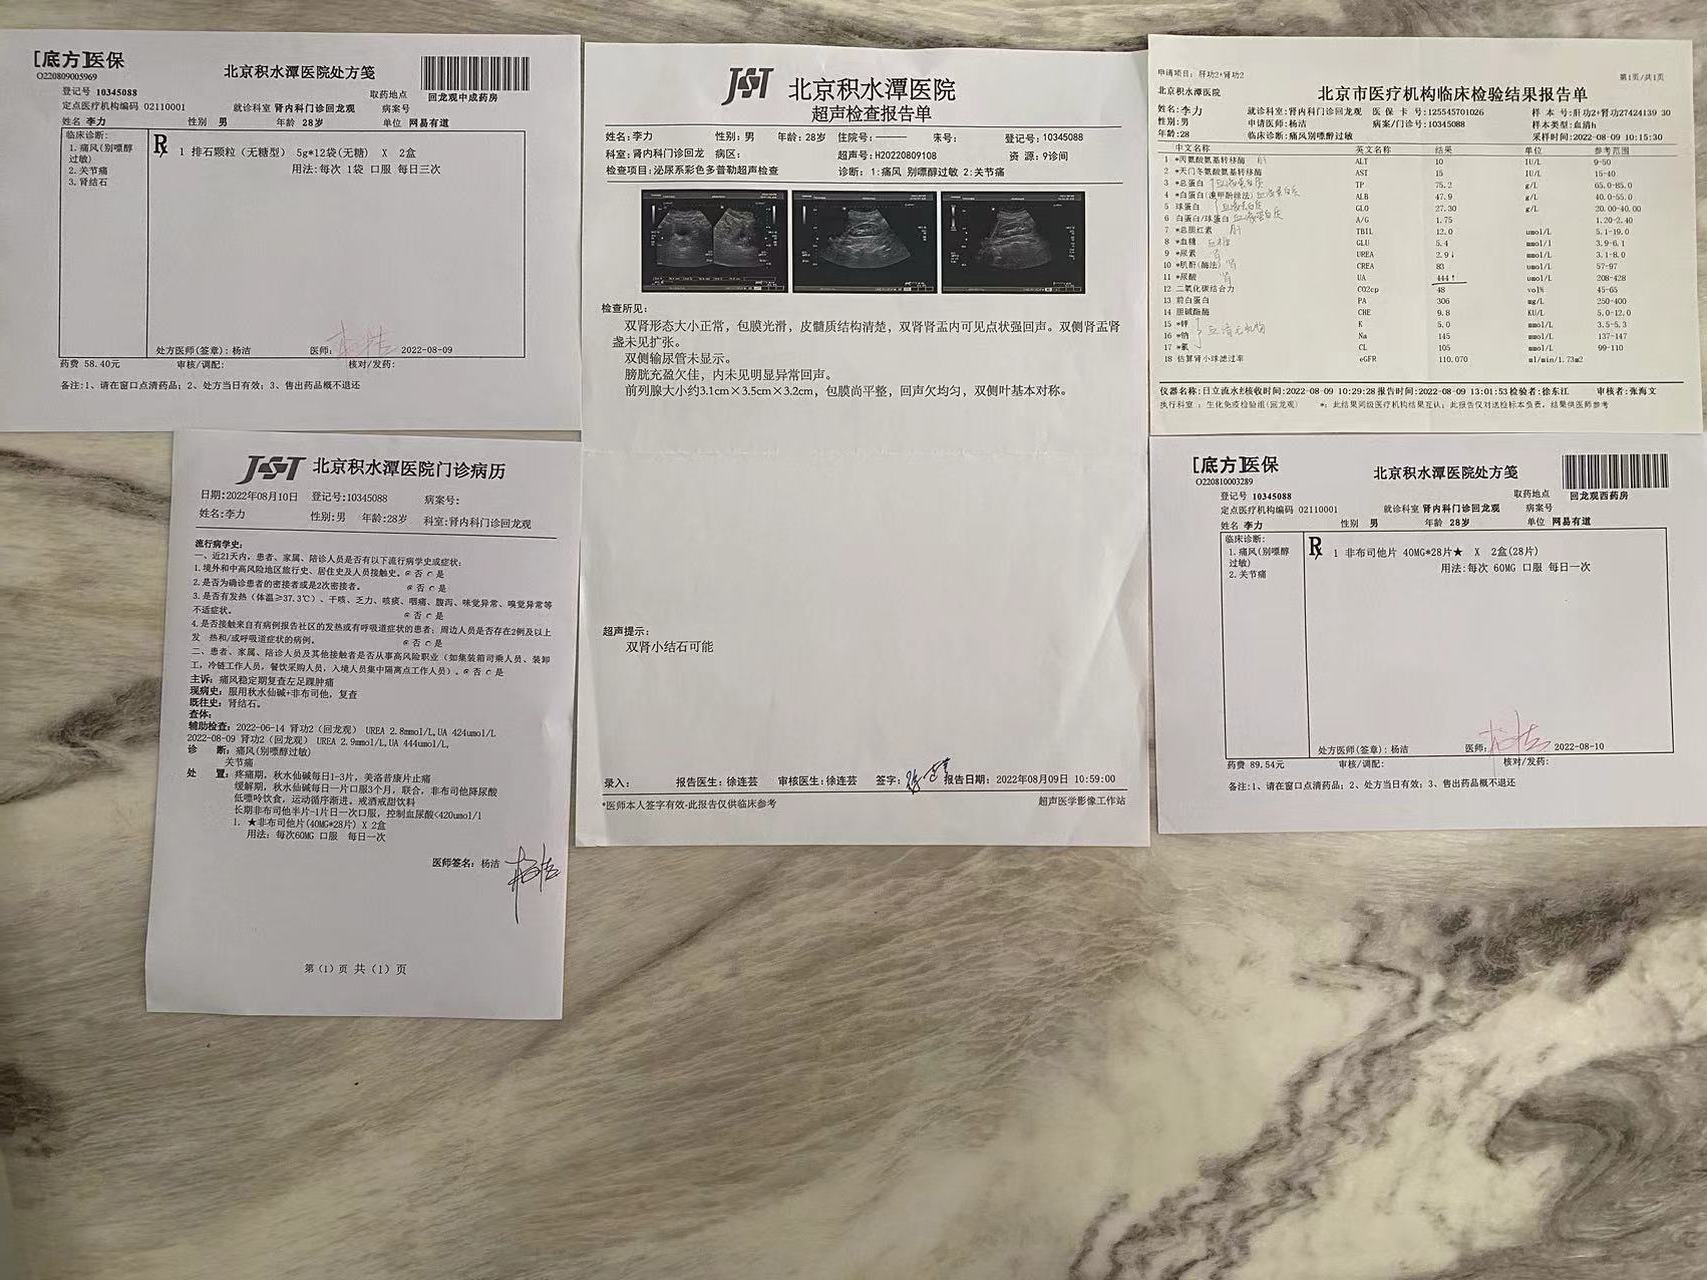 [底方]医保
O220809005969
北京积水潭医院处方笺
登记号 10345088
取药地点 回龙观中成药房
定点医疗机构编码 02110001 就诊科室 肾内科门诊回龙观 病案号
姓名 李力 性别 男 年龄 28岁 单位 网易有道
临床诊断:
1. 痛风(别嘌醇过敏)
2. 关节痛
3. 肾结石
R 1 排石颗粒(无糖型) 5g*12袋(无糖) X 2盒
用法:每次 1袋 口服 每日三次
处方医师(签章): 杨洁 医师: 2022-08-09
药费 58.40元 审核/调配: 核对/发药:
备注:1、请在窗口点清药品; 2、处方当日有效; 3、售出药品概不退还
JST 北京积水潭医院
超声检查报告单
姓名:李力 性别:男 年龄:28岁 住院号: 床号: 登记号:10345088
科室:肾内科门诊回龙 病区: 超声号:H20220809108 资 源:9诊间
检查项目:泌尿系彩色多普勒超声检查 诊断: 1:痛风 别嘌醇过敏 2:关节痛
检查所见:
双肾形态大小正常,包膜光滑,皮髓质结构清楚,双肾肾盂内可见点状强回声。双侧肾盂肾
盏未见扩张。
双侧输尿管未显示。
膀胱充盈欠佳,内未见明显异常回声。
前列腺大小约3.1cm×3.5cm×3.2cm,包膜尚平整,回声欠均匀,双侧叶基本对称。
超声提示:
双肾小结石可能
录入: 报告医生:徐连芸 审核医生:徐连芸 签字: 报告日期: 2022年08月09日 10:59:00
*医师本人签字有效·此报告仅供临床参考 超声医学影像工作站
申请项目: 肝功2+肾功2 第1页/共1页
北京积水潭医院 北京市医疗机构临床检验结果报告单
姓名:李力 就诊科室:肾内科门诊回龙观 医 保 卡 号:125545701026 样 本 号:肝功2+肾功27424139 30
性别:男 申请医师:杨洁 病案/门诊号:10345088 样本类型:血清h
年龄:28 临床诊断:痛风别嘌醇过敏 采样时间:2022-08-09 10:15:30
中文名称 英文名称 结果 单位 参考范围
1 *丙氨酸氨基转移酶 肝 ALT 10 IU/L 9-50
2 *天门冬氨酸氨基转移酶 AST 15 IU/L 15-40
3 *总蛋白 TP 75.2 g/L 65.0-85.0
4 *白蛋白(溴甲酚绿法) ALB 47.9 g/L 40.0-55.0
5 球蛋白 GLO 27.30 g/L 20.00-40.00
6 白蛋白/球蛋白 A/G 1.75 1.20-2.40
7 *总胆红素 肝 TBIL 12.0 umol/L 5.1-19.0
8 *血糖 血糖 GLU 5.4 mmol/l 3.9-6.1
9 *尿素 肾 UREA 2.9↓ mmol/L 3.1-8.0
10 *肌酐(酶法) 肾 CREA 83 umol/L 57-97
11 *尿酸 肾 UA 444↑ umol/L 208-428
12 二氧化碳结合力 CO2cp 48 vol% 45-65
13 前白蛋白 PA 306 mg/L 250-400
14 胆碱酯酶 CHE 9.8 KU/L 5.0-12.0
15 *钾 K 5.0 mmol/L 3.5-5.3
16 *钠 血清无机物 Na 145 mmol/L 137-147
17 *氯 CL 105 mmol/L 99-110
18 估算肾小球滤过率 eGFR 110.070 ml/min/1.73m2
仪器名称:日立流水线核收时间:2022-08-09 10:29:28 报告时间:2022-08-09 13:01:53 检验者:徐东江 审核者:张海文
执行科室 : 生化免疫检验组(回龙观) *: 此结果同级医疗机构结果互认; 此报告仅对送检标本负责, 结果供医师参考
JST 北京积水潭医院门诊病历
日期:2022年08月10日 登记号:10345088 病案号:
姓名:李力 性别:男 年龄:28岁 科室:肾内科门诊回龙观
流行病学史:
一、近21天内,患者、家属、陪诊人员是否有以下流行病学史或症状:
1.境外和中高风险地区旅行史、居住史及人员接触史。 否 是
2.是否为确诊患者的密接者或是2次密接者。 否 是
3.是否有发热(体温≥37.3℃)、干咳、乏力、咳痰、咽痛、腹泻、味觉异常、嗅觉异常等
不适症状。 否 是
4.是否接触来自有病例报告社区的发热或有呼吸道症状的患者; 周边人员是否存在2例及以上
发 热和/或呼吸道症状的病例。 否 是
二、患者、家属、陪诊人员及其他接触者是否从事高风险职业(如集装箱司乘人员、装卸
工,冷链工作人员,餐饮采购人员,入境人员集中隔离点工作人员)。 否 是
主诉: 痛风稳定期复查左足踝肿痛
现病史: 服用秋水仙碱+非布司他,复查
既往史: 肾结石。
查体:
辅助检查: 2022-06-14 肾功2(回龙观) UREA 2.8mmol/L,UA 424umol/L
2022-08-09 肾功2(回龙观) UREA 2.9mmol/L,UA 444umol/L,
诊 断: 痛风(别嘌醇过敏)
关节痛
处 置: 疼痛期,秋水仙碱每日1-3片,美洛昔康片止痛
缓解期,秋水仙碱每日一片口服3个月,联合,非布司他降尿酸
低嘌呤饮食,运动循序渐进,戒酒戒甜饮料
长期非布司他半片-1片日一次口服,控制血尿酸<420umol/l
1. ★非布司他片(40MG*28片) X 2盒
用法: 每次60MG 口服 每日一次
医师签名: 杨洁
第 (1) 页 共 (1) 页
[底方]医保
O220810003289
北京积水潭医院处方笺
登记号 10345088
取药地点 回龙观西药房
定点医疗机构编码 02110001 就诊科室 肾内科门诊回龙观 病案号
姓名 李力 性别 男 年龄 28岁 单位 网易有道
临床诊断:
1. 痛风(别嘌醇过敏)
2. 关节痛
R 1 非布司他片 40MG*28片★ X 2盒(28片)
用法:每次 60MG 口服 每日一次
处方医师(签章): 杨洁 医师: 2022-08-10
药费 89.54元 审核/调配: 核对/发药:
备注:1、请在窗口点清药品; 2、处方当日有效; 3、售出药品概不退还